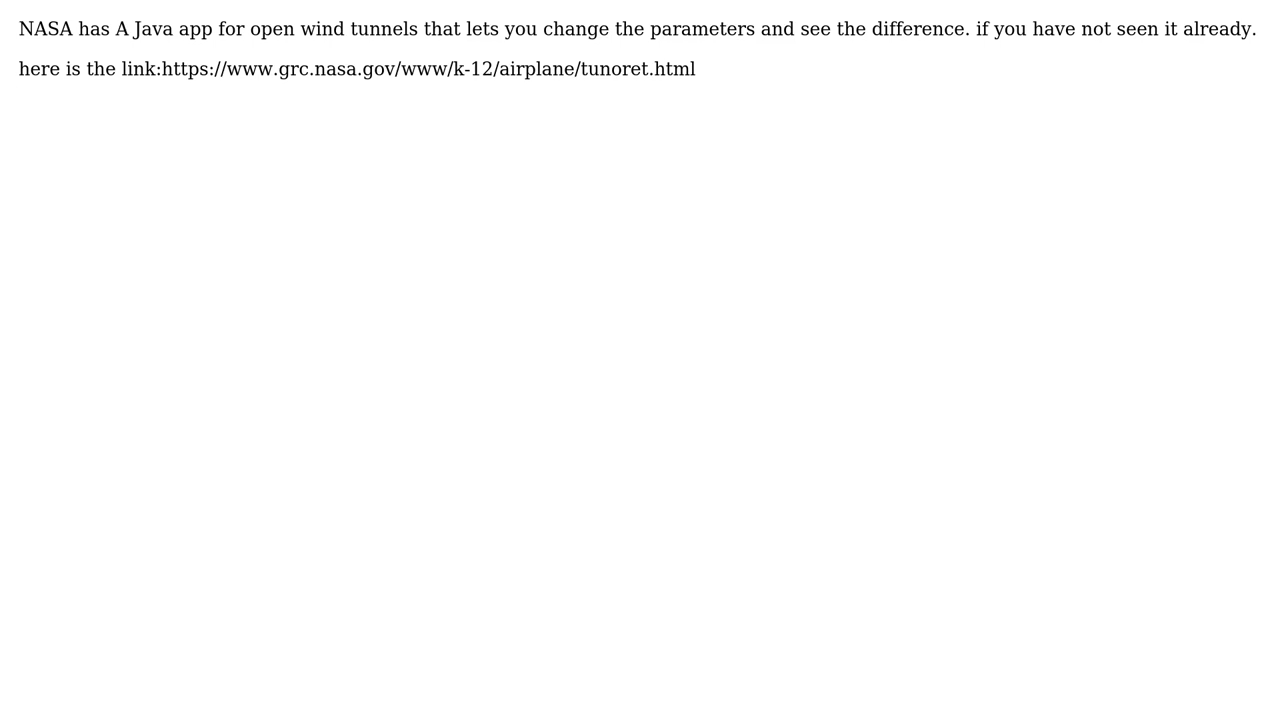 NASA has A Java app for open wind tunnels that lets you change the parameters and see the difference. if you have not seen it already.
here is the link:https://www.grc.nasa.gov/www/k-12/airplane/tunoret.html